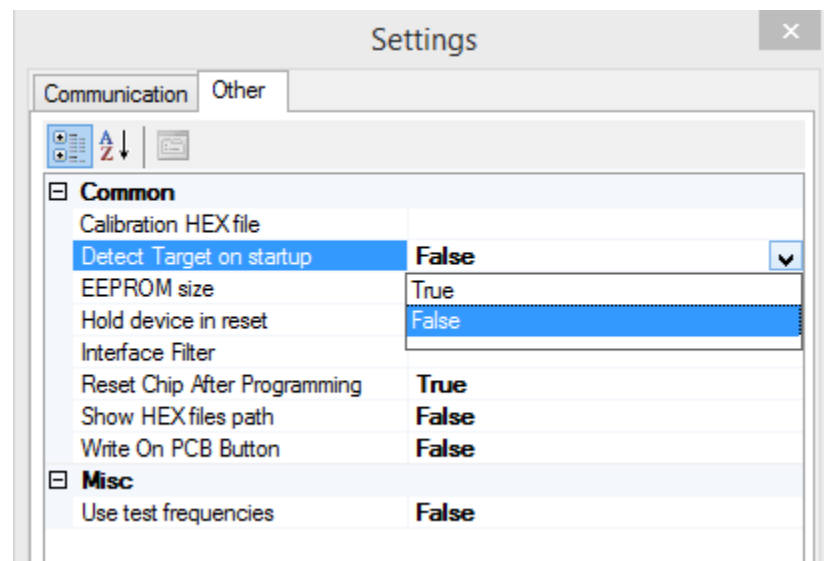 Settings
Communication Other
A
Z
Common
Calibration HEX file
Detect Target on startup False
EEPROM size True
Hold device in reset False
Interface Filter
Reset Chip After Programming True
Show HEX files path False
Write On PCB Button False
Misc
Use test frequencies False